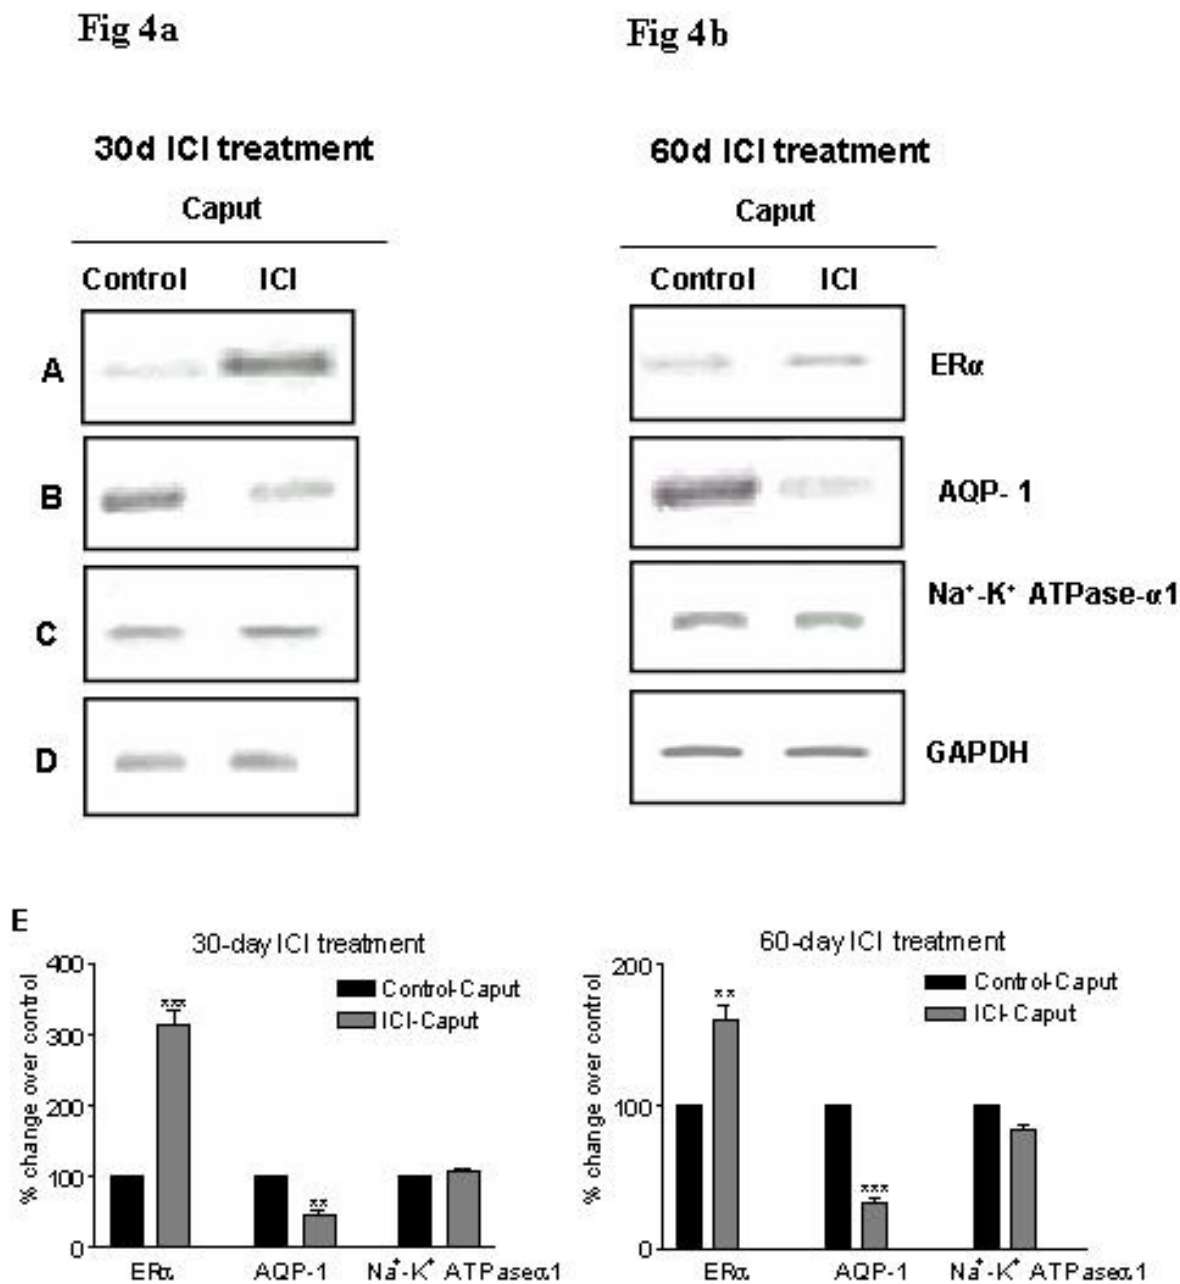 Fig 4a
Fig 4b
30d ICI treatment
60d ICI treatment
Caput
Caput
Control ICI
Control ICI
A
ERα
B
AQP- 1
C
Na⁺-K⁺ ATPase-α1
D
GAPDH
E
30-day ICI treatment
% change over control
400
300
200
100
0
***
**
Control-Caput
ICI-Caput
ERα AQP-1 Na⁺-K⁺ ATPaseα1
60-day ICI treatment
% change over control
200
100
0
**
***
Control-Caput
ICI-Caput
ERα AQP-1 Na⁺-K⁺ ATPaseα1